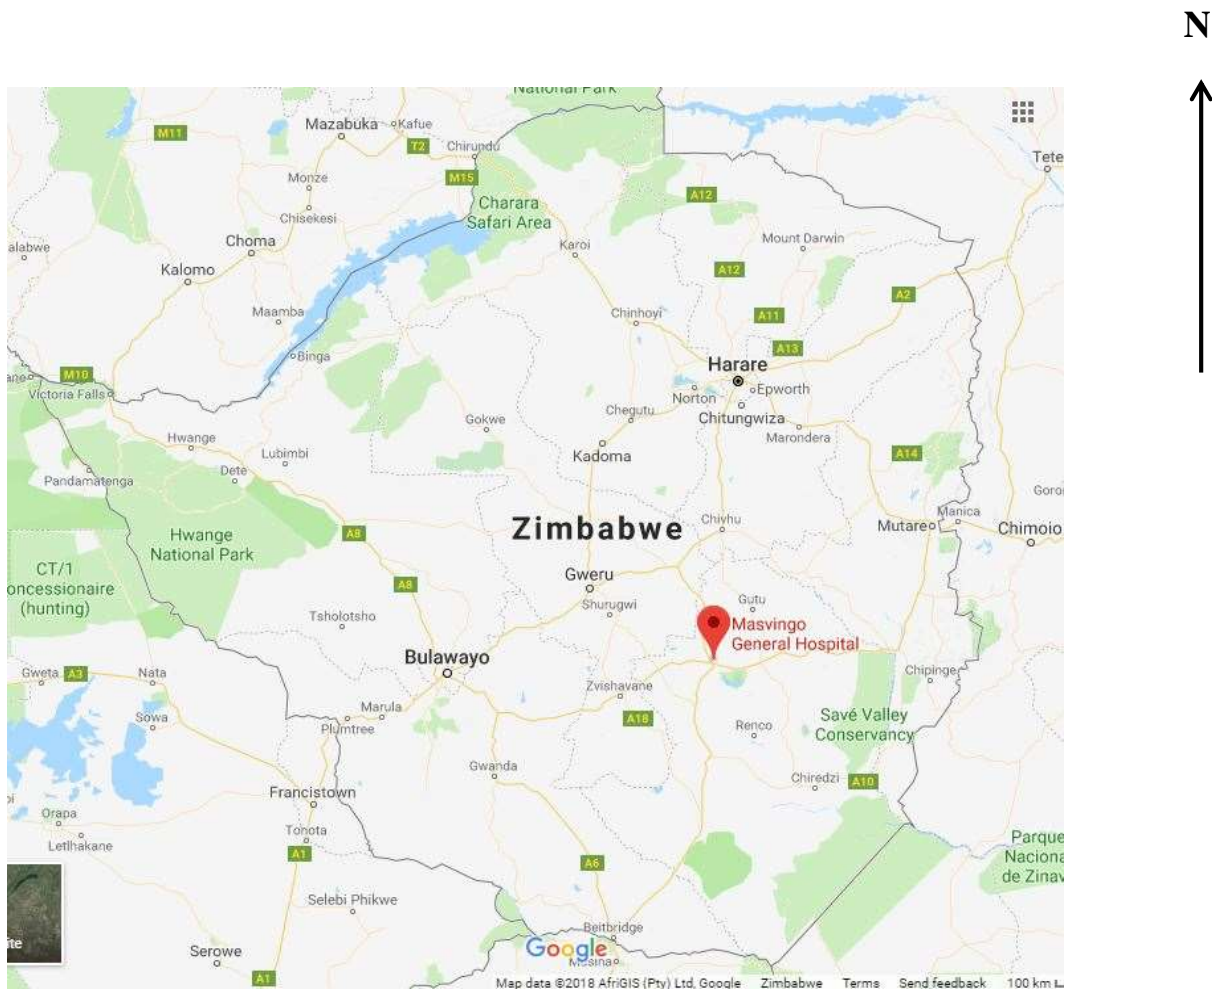 N
National Park
Mazabuka
Kafue
M11
T2
Chirundu
Tete
Monze
M15
A12
Charara
Safari Area
Chisekesi
Choma
Karoi
Mount Darwin
alabwe
Kalomo
A12
A2
Maamba
Chinhoyi
A11
A13
Binga
Harare
M10
ane
Victoria Falls
Norton
Epworth
Chegutu
Chitungwiza
Gokwe
Marondera
Hwange
Lubimbi
Kadoma
A14
Dete
Pandamatenga
Goro
Manica
Chivhu
Mutare
Chimoio
Zimbabwe
A8
Hwange
National Park
CT/1
oncessionaire
(hunting)
Gweru
A8
Shurugwi
Gutu
Tsholotsho
Masvingo
General Hospital
Bulawayo
Gweta
A3
Nata
Chipinge
Zvishavane
Marula
Sowa
A18
Savé Valley
Conservancy
Plumtree
Renco
Gwanda
Chiredzi
A10
Francistown
Orapa
Tonota
Letlhakane
A1
Parque
Naciona
de Zinav
A6
Selebi Phikwe
Beitbridge
ite
Serowe
Google
Musina
A1
Map data ©2018 AfriGIS (Pty) Ltd, Google Zimbabwe Terms Send feedback 100 km